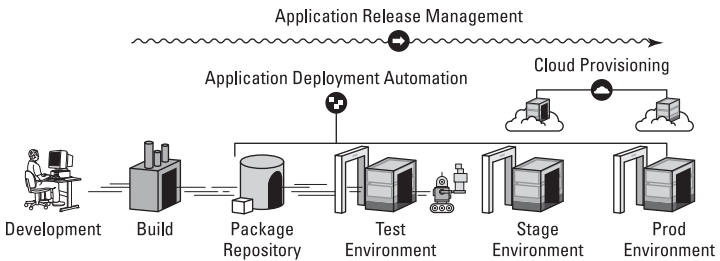 Application Release Management
Application Deployment Automation
Cloud Provisioning
Development
Build
Package
Repository
Test
Environment
Stage
Environment
Prod
Environment